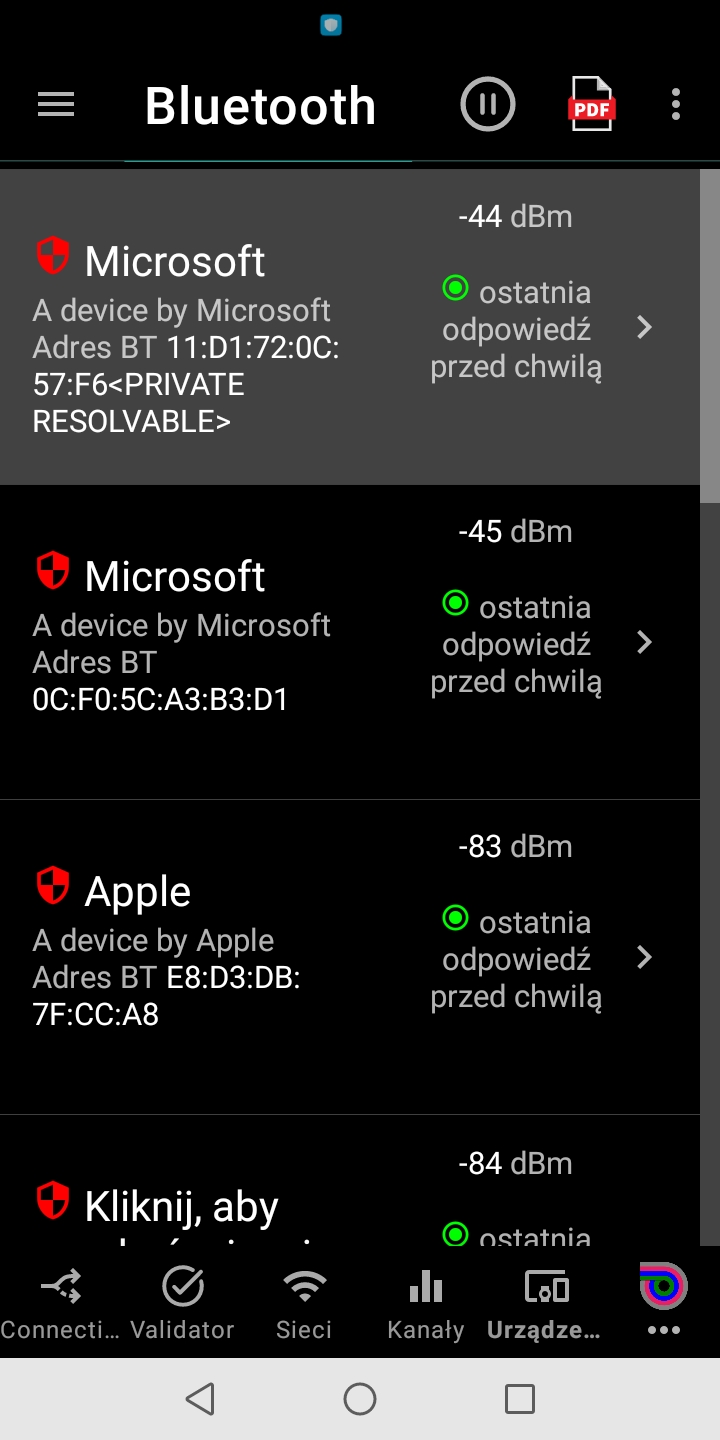 Bluetooth
PDF
-44 dBm
Microsoft
A device by Microsoft
Adres BT 11:D1:72:0C:
57:F6<PRIVATE
RESOLVABLE>
ostatnia
odpowiedź
przed chwilą
-45 dBm
Microsoft
A device by Microsoft
Adres BT
0C:F0:5C:A3:B3:D1
ostatnia
odpowiedź
przed chwilą
-83 dBm
Apple
A device by Apple
Adres BT E8:D3:DB:
7F:CC:A8
ostatnia
odpowiedź
przed chwilą
-84 dBm
Kliknij, aby
ostatnia
Connecti…
Validator
Sieci
Kanały
Urządze…